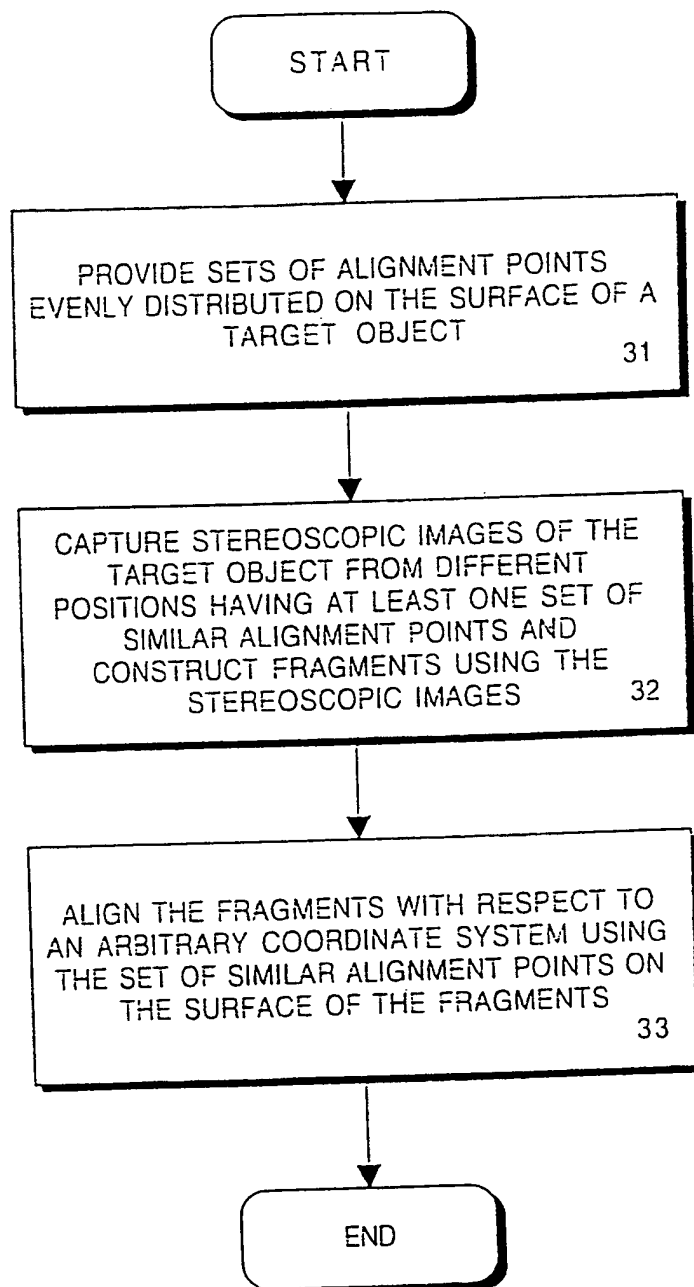 START
PROVIDE SETS OF ALIGNMENT POINTS
EVENLY DISTRIBUTED ON THE SURFACE OF A
TARGET OBJECT
31
CAPTURE STEREOSCOPIC IMAGES OF THE
TARGET OBJECT FROM DIFFERENT
POSITIONS HAVING AT LEAST ONE SET OF
SIMILAR ALIGNMENT POINTS AND
CONSTRUCT FRAGMENTS USING THE
STEREOSCOPIC IMAGES
32
ALIGN THE FRAGMENTS WITH RESPECT TO
AN ARBITRARY COORDINATE SYSTEM USING
THE SET OF SIMILAR ALIGNMENT POINTS ON
THE SURFACE OF THE FRAGMENTS
33
END